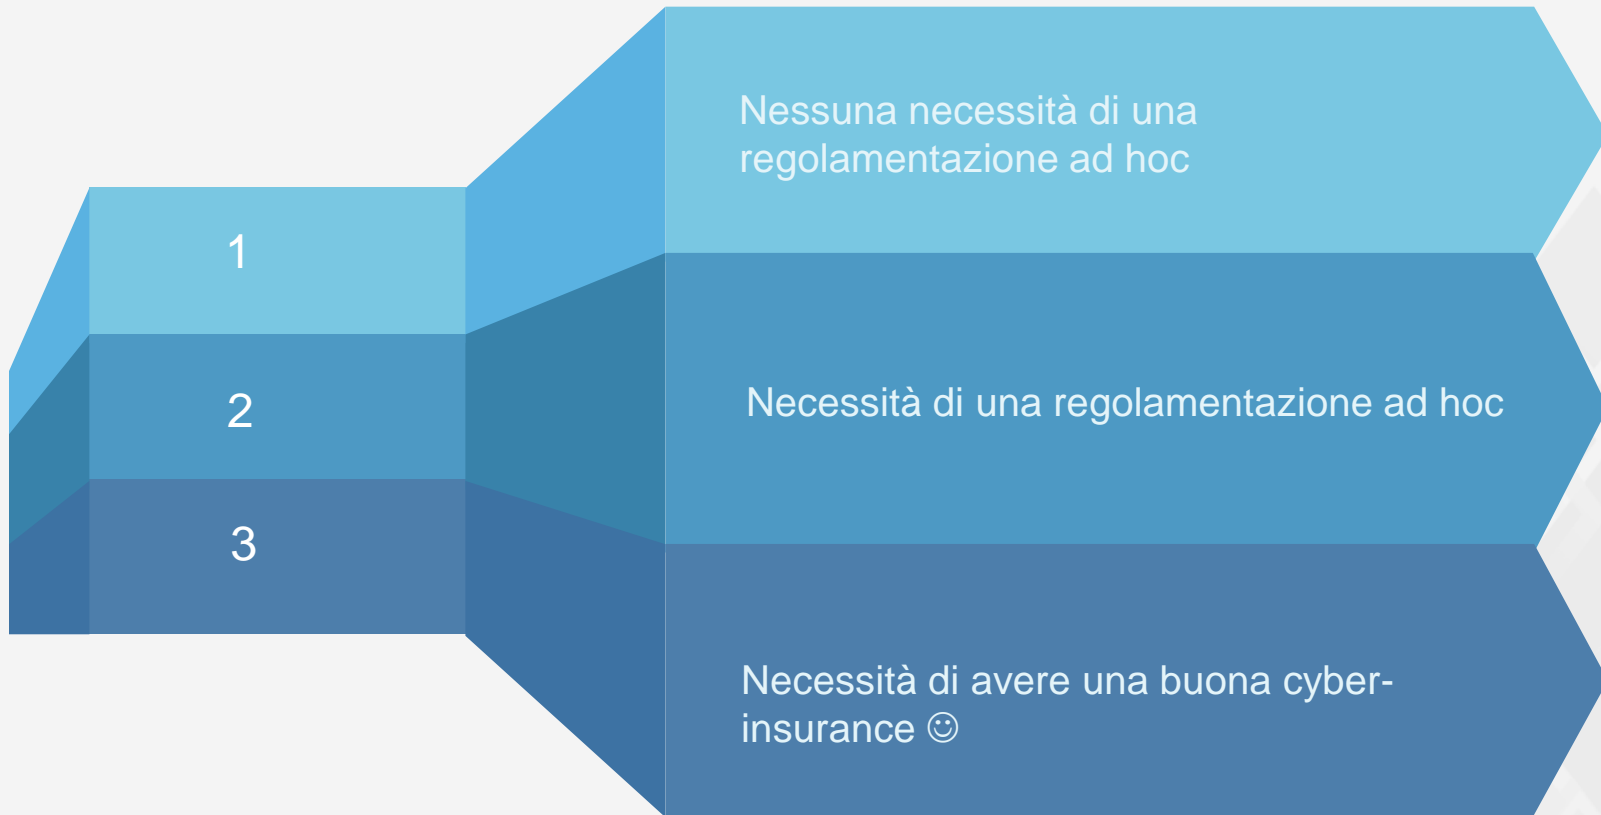 1
Nessuna necessità di una
regolamentazione ad hoc
2
Necessità di una regolamentazione ad hoc
3
Necessità di avere una buona cyber-
insurance ☺